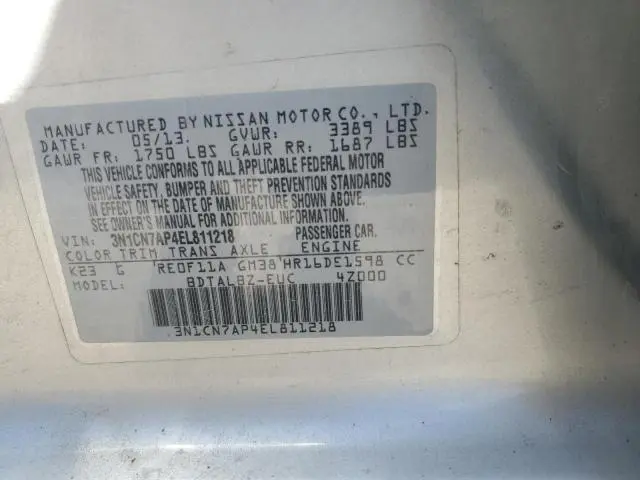 MANUFACTURED BY NISSAN MOTOR CO., LTD.
DATE: 05/13. GVWR: 3389 LBS
GAWR FR: 1750 LBS GAWR RR: 1687 LBS
THIS VEHICLE CONFORMS TO ALL APPLICABLE FEDERAL MOTOR
VEHICLE SAFETY, BUMPER AND THEFT PREVENTION STANDARDS
IN EFFECT ON THE DATE OF MANUFACTURE SHOWN ABOVE.
SEE OWNER'S MANUAL FOR ADDITIONAL INFORMATION.
VIN: 3N1CN7AP4EL811218 PASSENGER CAR.
COLOR TRIM TRANS AXLE ENGINE
K23 G RE0F11A GM38 HR16DE1598 CC
BDTALBZ-EUC 4Z000
3N1CN7AP4EL811218